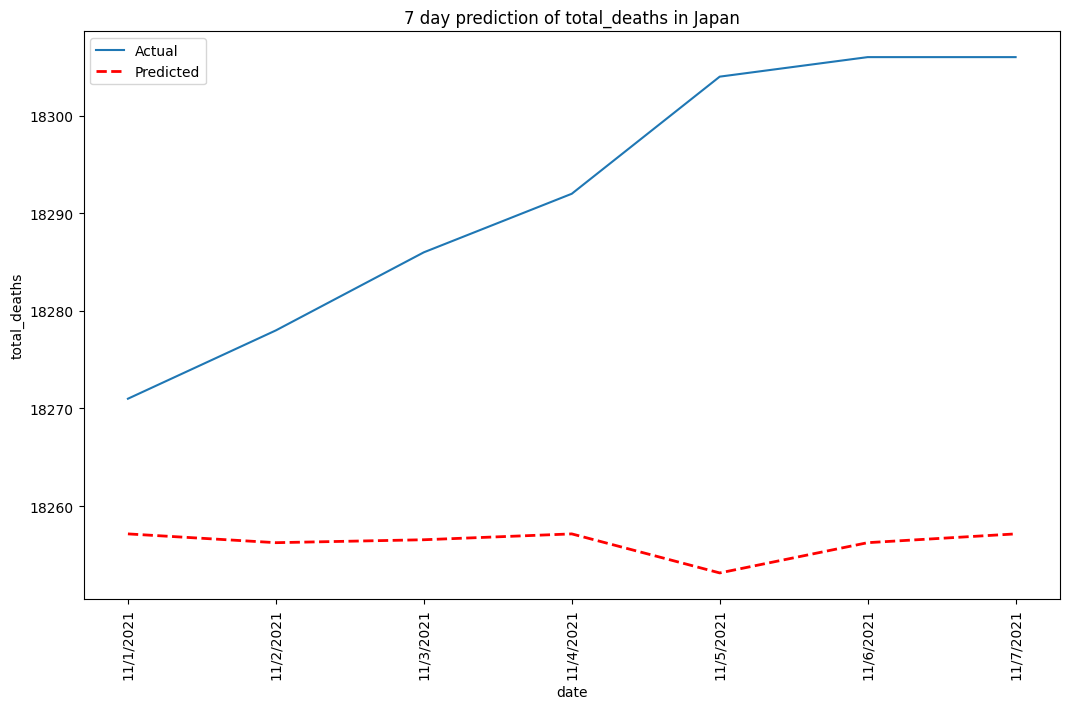 7 day prediction of total_deaths in Japan
Actual
Predicted
total_deaths
18300
18290
18280
18270
18260
11/1/2021
11/2/2021
11/3/2021
11/4/2021
11/5/2021
11/6/2021
11/7/2021
date